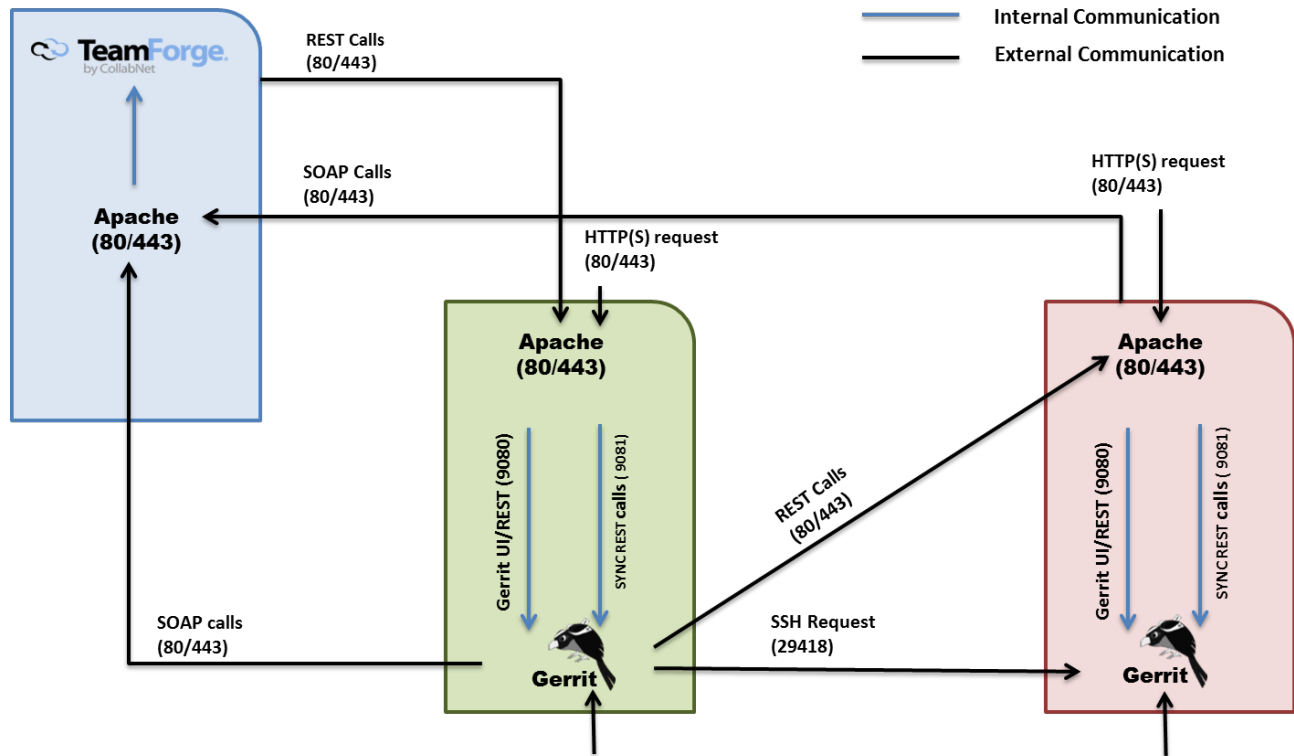 Internal Communication
External Communication
TeamForge.
by CollabNet
REST Calls
(80/443)
SOAP Calls
(80/443)
HTTP(S) request
(80/443)
Apache
(80/443)
HTTP(S) request
(80/443)
Apache
(80/443)
Apache
(80/443)
Gerrit UI/REST (9080)
SYNC REST calls ( 9081)
REST Calls
(80/443)
Gerrit UI/REST (9080)
SYNC REST calls ( 9081)
SOAP calls
(80/443)
SSH Request
(29418)
Gerrit
Gerrit